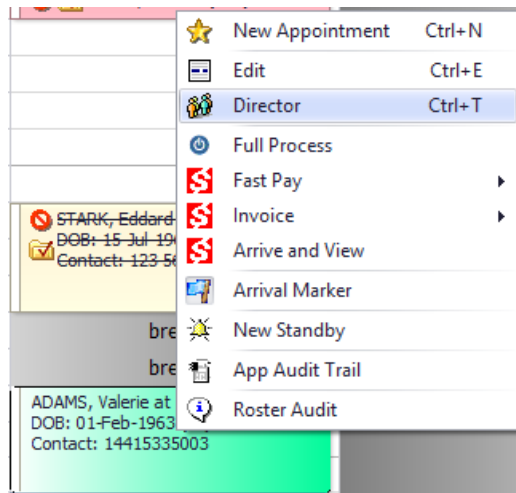 New Appointment Ctrl+N
Edit Ctrl+E
Director Ctrl+T
Full Process
Fast Pay
Invoice
Arrive and View
Arrival Marker
New Standby
App Audit Trail
Roster Audit
STARK, Eddard
DOB: 15-Jul-19
Contact: 123 5
bre
bre
ADAMS, Valerie at
DOB: 01-Feb-1963
Contact: 14415335003